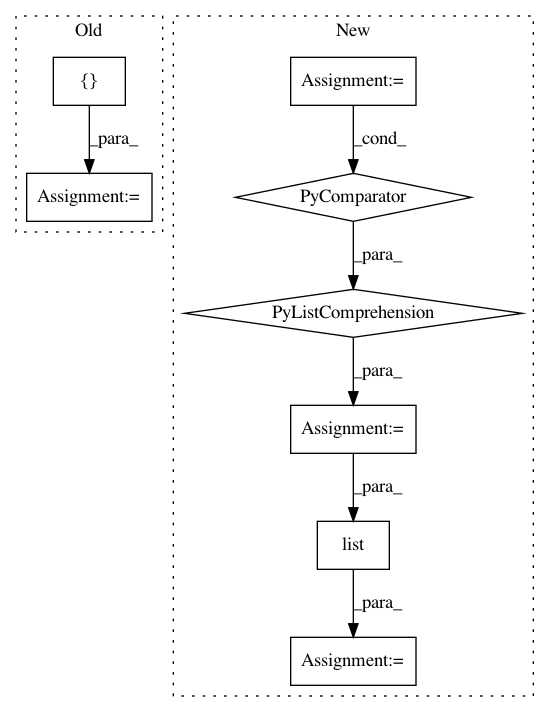 Old
{}
_para_
Assignment:=
New
Assignment:=
_cond_
PyComparator
_para_
PyListComprehension
_para_
Assignment:=
_para_
list
_para_
Assignment:=